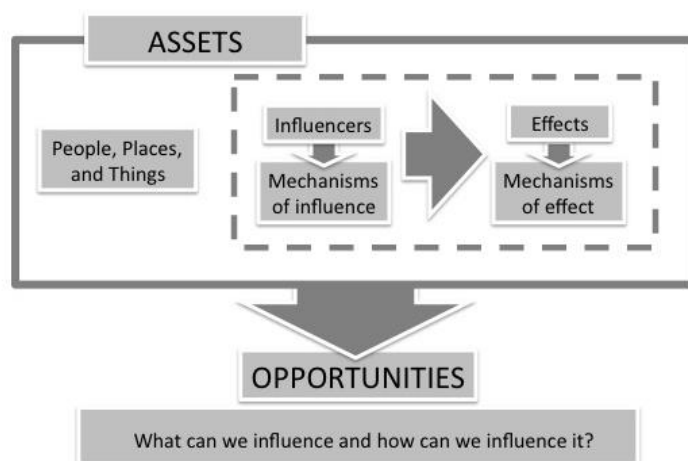 ASSETS
People, Places,
and Things
Influencers
Mechanisms
of influence
Effects
Mechanisms
of effect
OPPORTUNITIES
What can we influence and how can we influence it?